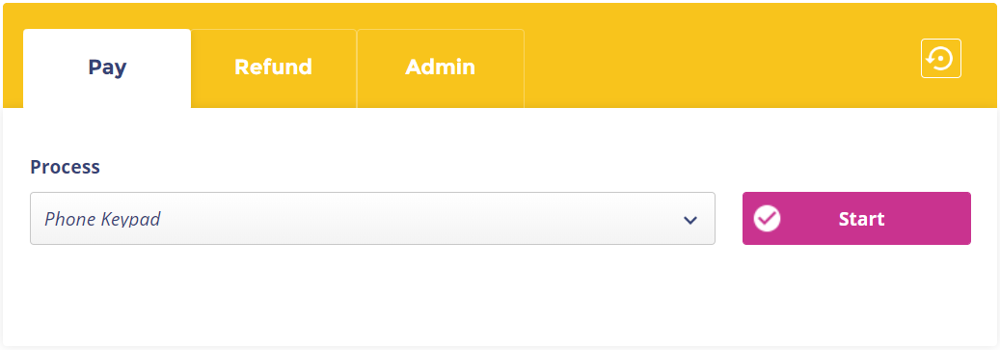 Pay
Refund
Admin
Process
Phone Keypad
Start